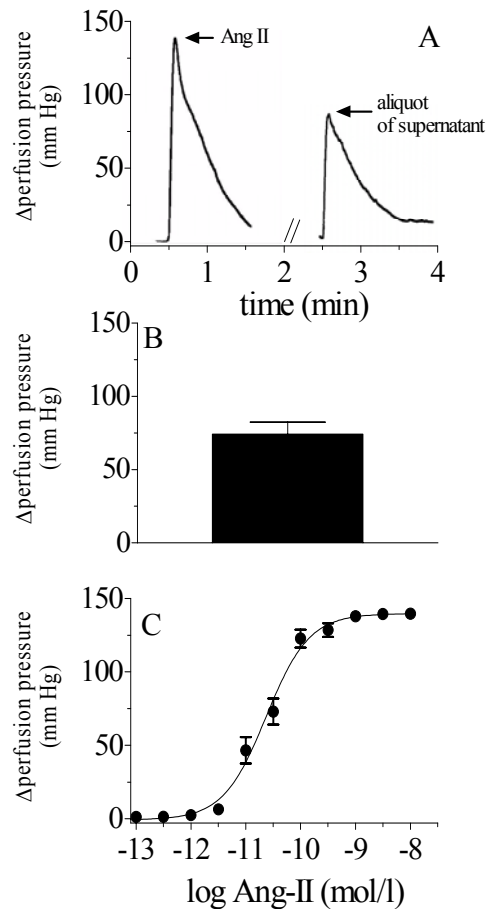 A
Ang II
aliquot
of supernatant
Δperfusion pressure
(mm Hg)
150
100
50
0
0 1 2 3 4
time (min)
B
Δperfusion pressure
(mm Hg)
150
100
50
0
C
Δperfusion pressure
(mm Hg)
150
100
50
0
-13 -12 -11 -10 -9 -8
log Ang-II (mol/l)